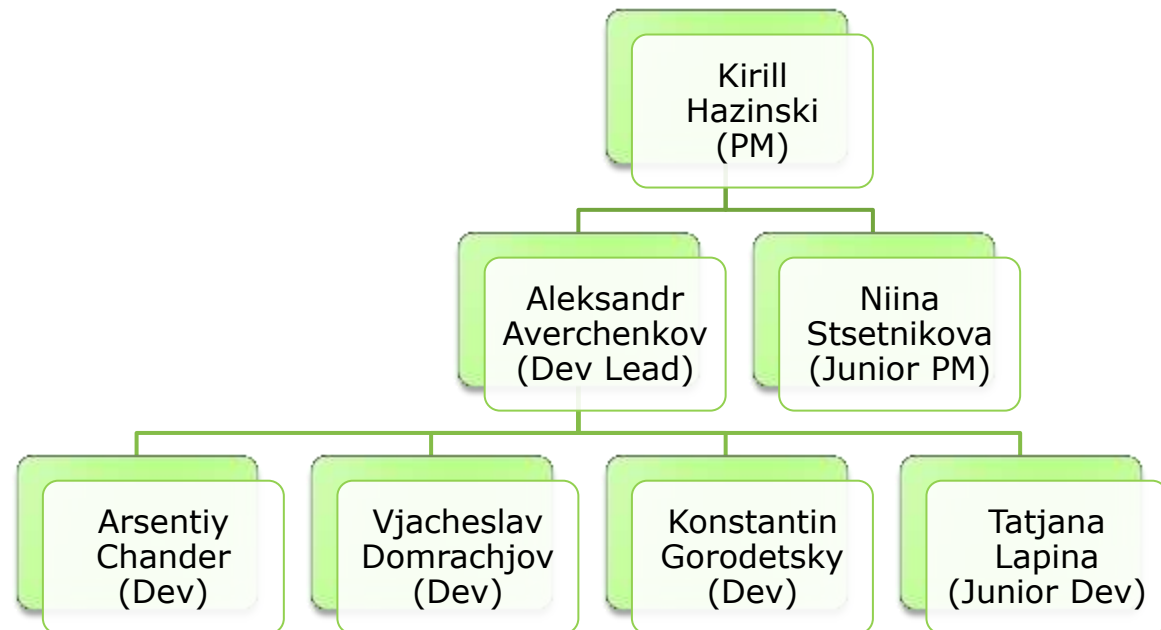 Kirill
Hazinski
(PM)
Aleksandr
Averchenkov
(Dev Lead)
Niina
Stsetnikova
(Junior PM)
Arsentiy
Chander
(Dev)
Vjacheslav
Domrachjov
(Dev)
Konstantin
Gorodetsky
(Dev)
Tatjana
Lapina
(Junior Dev)